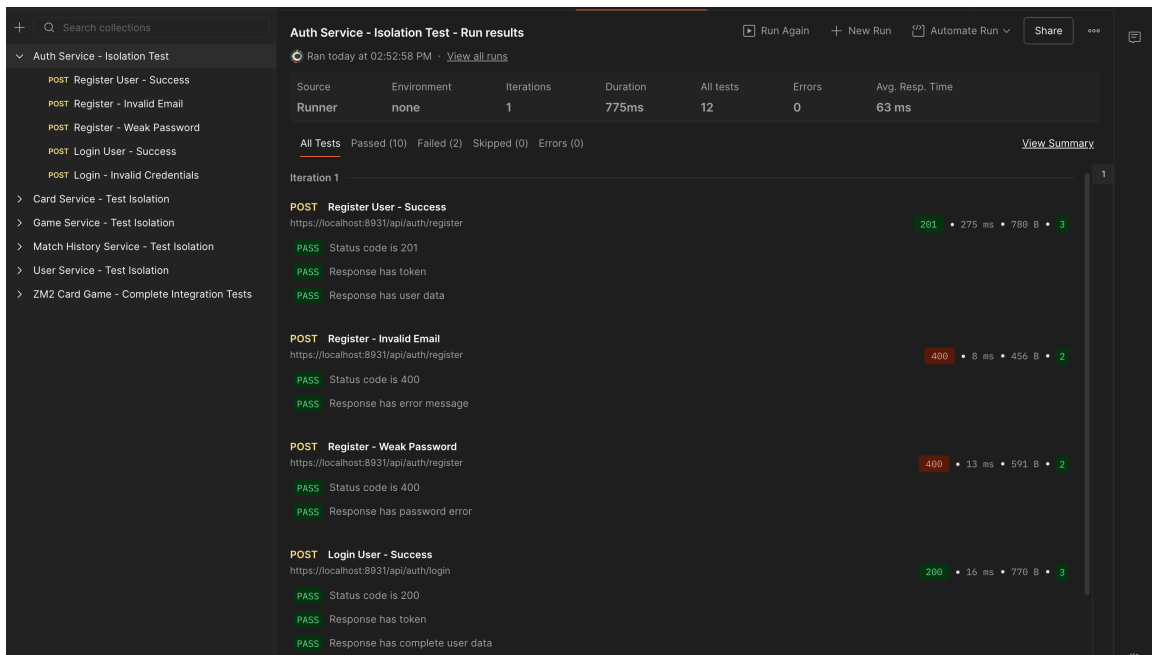 Search collections
Auth Service - Isolation Test
POST Register User - Success
POST Register - Invalid Email
POST Register - Weak Password
POST Login User - Success
POST Login - Invalid Credentials
Card Service - Test Isolation
Game Service - Test Isolation
Match History Service - Test Isolation
User Service - Test Isolation
ZM2 Card Game - Complete Integration Tests
Auth Service - Isolation Test - Run results
Run Again + New Run Automate Run Share
Ran today at 02:52:58 PM · View all runs
Source Environment Iterations Duration All tests Errors Avg. Resp. Time
Runner none 1 775ms 12 0 63 ms
All Tests Passed (10) Failed (2) Skipped (0) Errors (0) View Summary
Iteration 1
1
POST Register User - Success
https://localhost:8931/api/auth/register
201 • 275 ms • 780 B • 3
PASS Status code is 201
PASS Response has token
PASS Response has user data
POST Register - Invalid Email
https://localhost:8931/api/auth/register
400 • 8 ms • 456 B • 2
PASS Status code is 400
PASS Response has error message
POST Register - Weak Password
https://localhost:8931/api/auth/register
400 • 13 ms • 591 B • 2
PASS Status code is 400
PASS Response has password error
POST Login User - Success
https://localhost:8931/api/auth/login
200 • 16 ms • 770 B • 3
PASS Status code is 200
PASS Response has token
PASS Response has complete user data